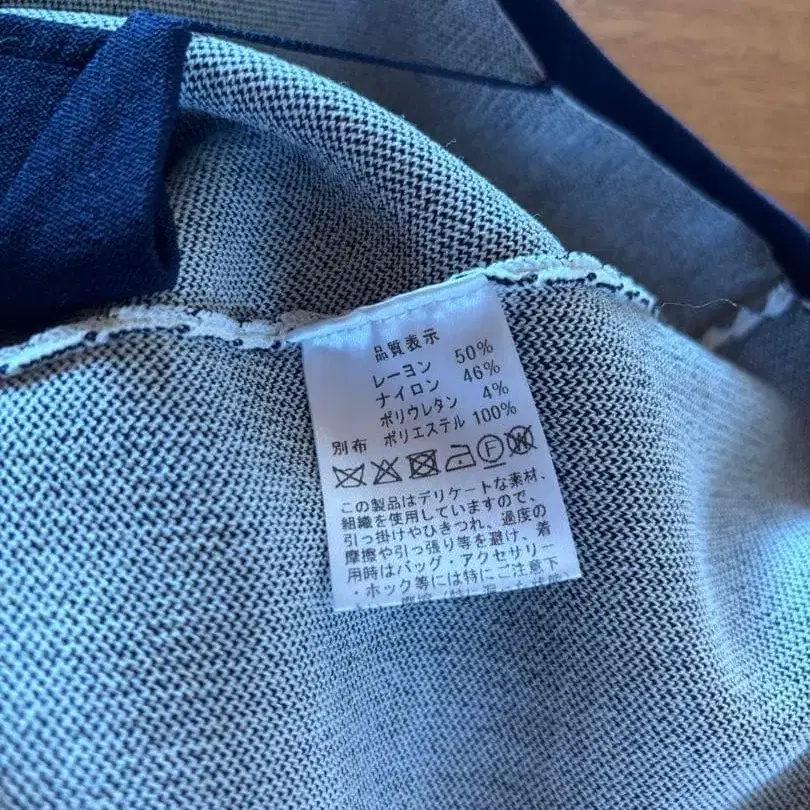 品質表示
レーヨン 50%
ナイロン 46%
ポリウレタン 4%
別布 ポリエステル 100%
F W
この製品はデリケートな素材、
組織を使用していますので、
引っ掛けやひきつれ、過度の
摩擦や引っ張り等を避け、着
用時はバッグ・アクセサリー
・ホック等には特にご注意下